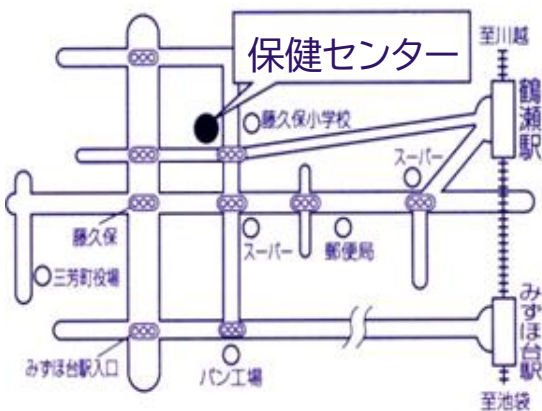 保健センター
至川越
鶴瀬駅
藤久保小学校
スーパー
藤久保
スーパー
郵便局
三芳町役場
みずほ台駅
みずほ台駅入口
パン工場
至池袋